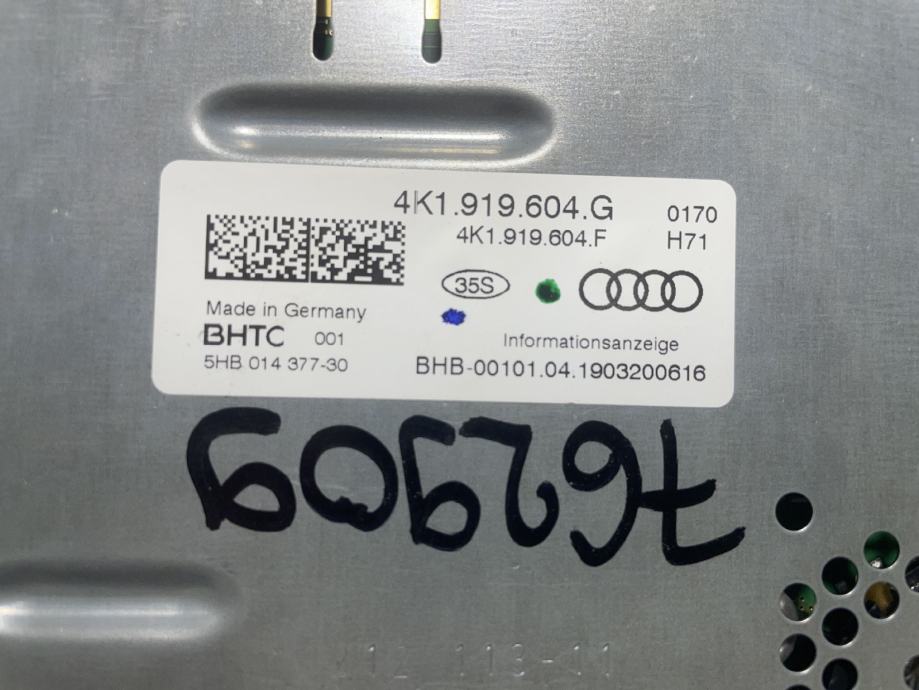 4K1.919.604.G 0170
4K1.919.604.F H71
35S
Made in Germany
BHTC 001
Informationsanzeige
5HB 014 377-30
BHB-00101.04.1903200616
762909